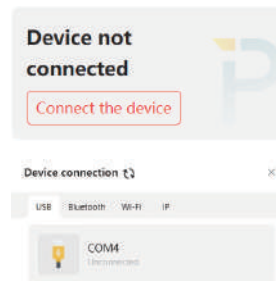 Device not
connected
Connect the device
Device connection
USB Bluetooth Wi-Fi IP
COM4
Unconnected